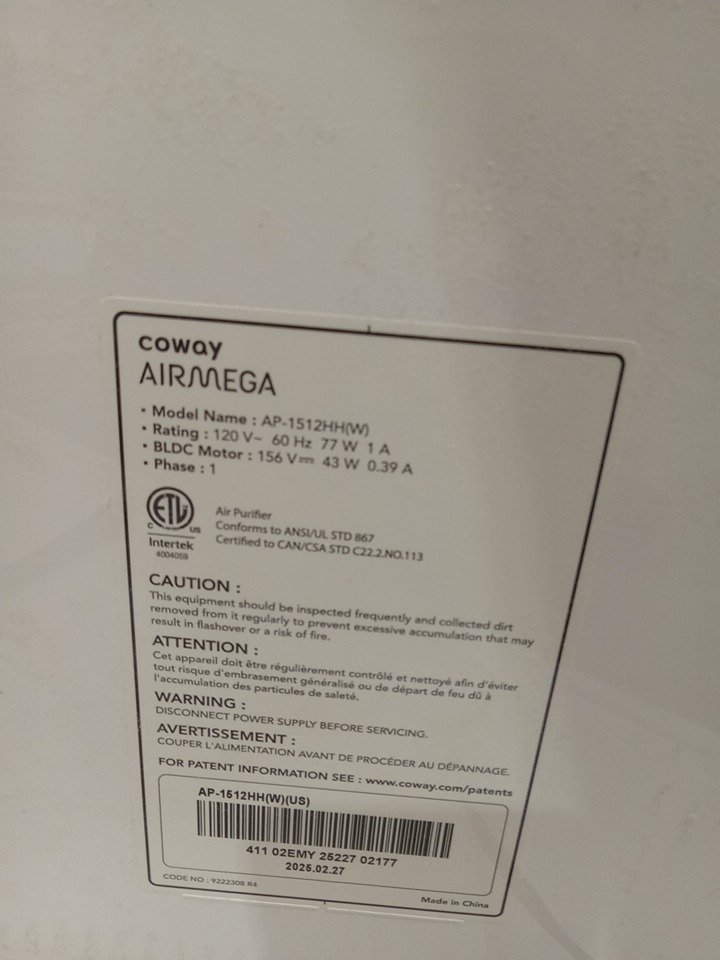 coway
AIRMEGA
• Model Name : AP-1512HH(W)
• Rating : 120 V~ 60 Hz 77 W 1 A
• BLDC Motor : 156 V⎓ 43 W 0.39 A
• Phase : 1
ETL
C US
Intertek
4004059
Air Purifier
Conforms to ANSI/UL STD 867
Certified to CAN/CSA STD C22.2.NO.113
CAUTION :
This equipment should be inspected frequently and collected dirt
removed from it regularly to prevent excessive accumulation that may
result in flashover or a risk of fire.
ATTENTION :
Cet appareil doit être régulièrement contrôlé et nettoyé afin d'éviter
tout risque d'embrasement généralisé ou de départ de feu dû à
l'accumulation des particules de saleté.
WARNING :
DISCONNECT POWER SUPPLY BEFORE SERVICING.
AVERTISSEMENT :
COUPER L'ALIMENTATION AVANT DE PROCÉDER AU DÉPANNAGE.
FOR PATENT INFORMATION SEE : www.coway.com/patents
AP-1512HH(W)(US)
411 02EMY 25227 02177
2025.02.27
CODE NO : 9222308 R4
Made in China